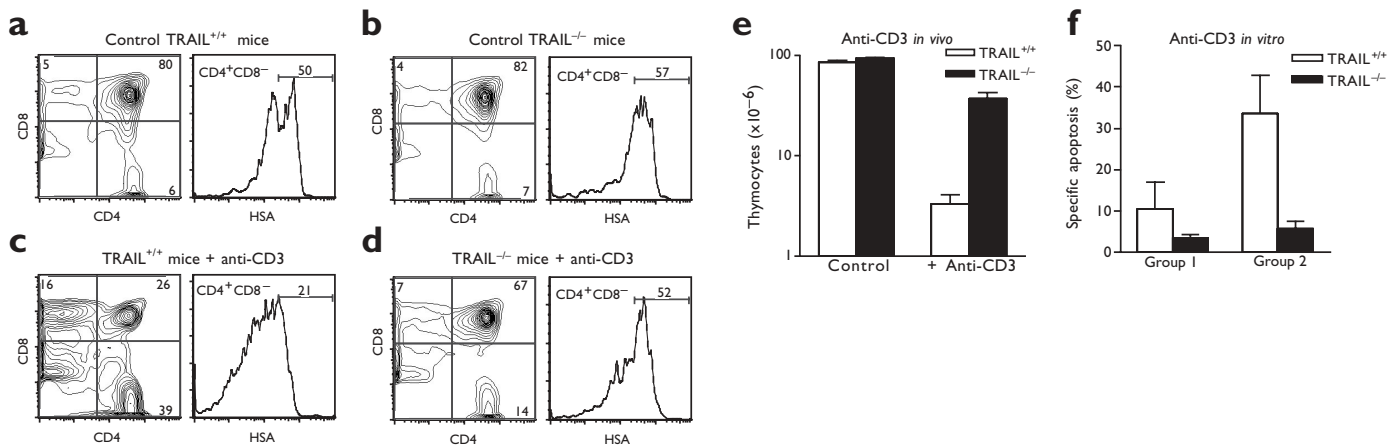 a
Control TRAIL+/+ mice
5
80
6
CD8
CD4
CD4+CD8−
50
HSA
b
Control TRAIL−/− mice
4
82
7
CD8
CD4
CD4+CD8−
57
HSA
c
TRAIL+/+ mice + anti-CD3
16
26
39
CD8
CD4
CD4+CD8−
21
HSA
d
TRAIL−/− mice + anti-CD3
7
67
14
CD8
CD4
CD4+CD8−
52
HSA
e
Anti-CD3 in vivo
TRAIL+/+
TRAIL−/−
Thymocytes (×10−6)
100
10
1
Control
+ Anti-CD3
f
Anti-CD3 in vitro
TRAIL+/+
TRAIL−/−
Specific apoptosis (%)
50
40
30
20
10
0
Group 1
Group 2